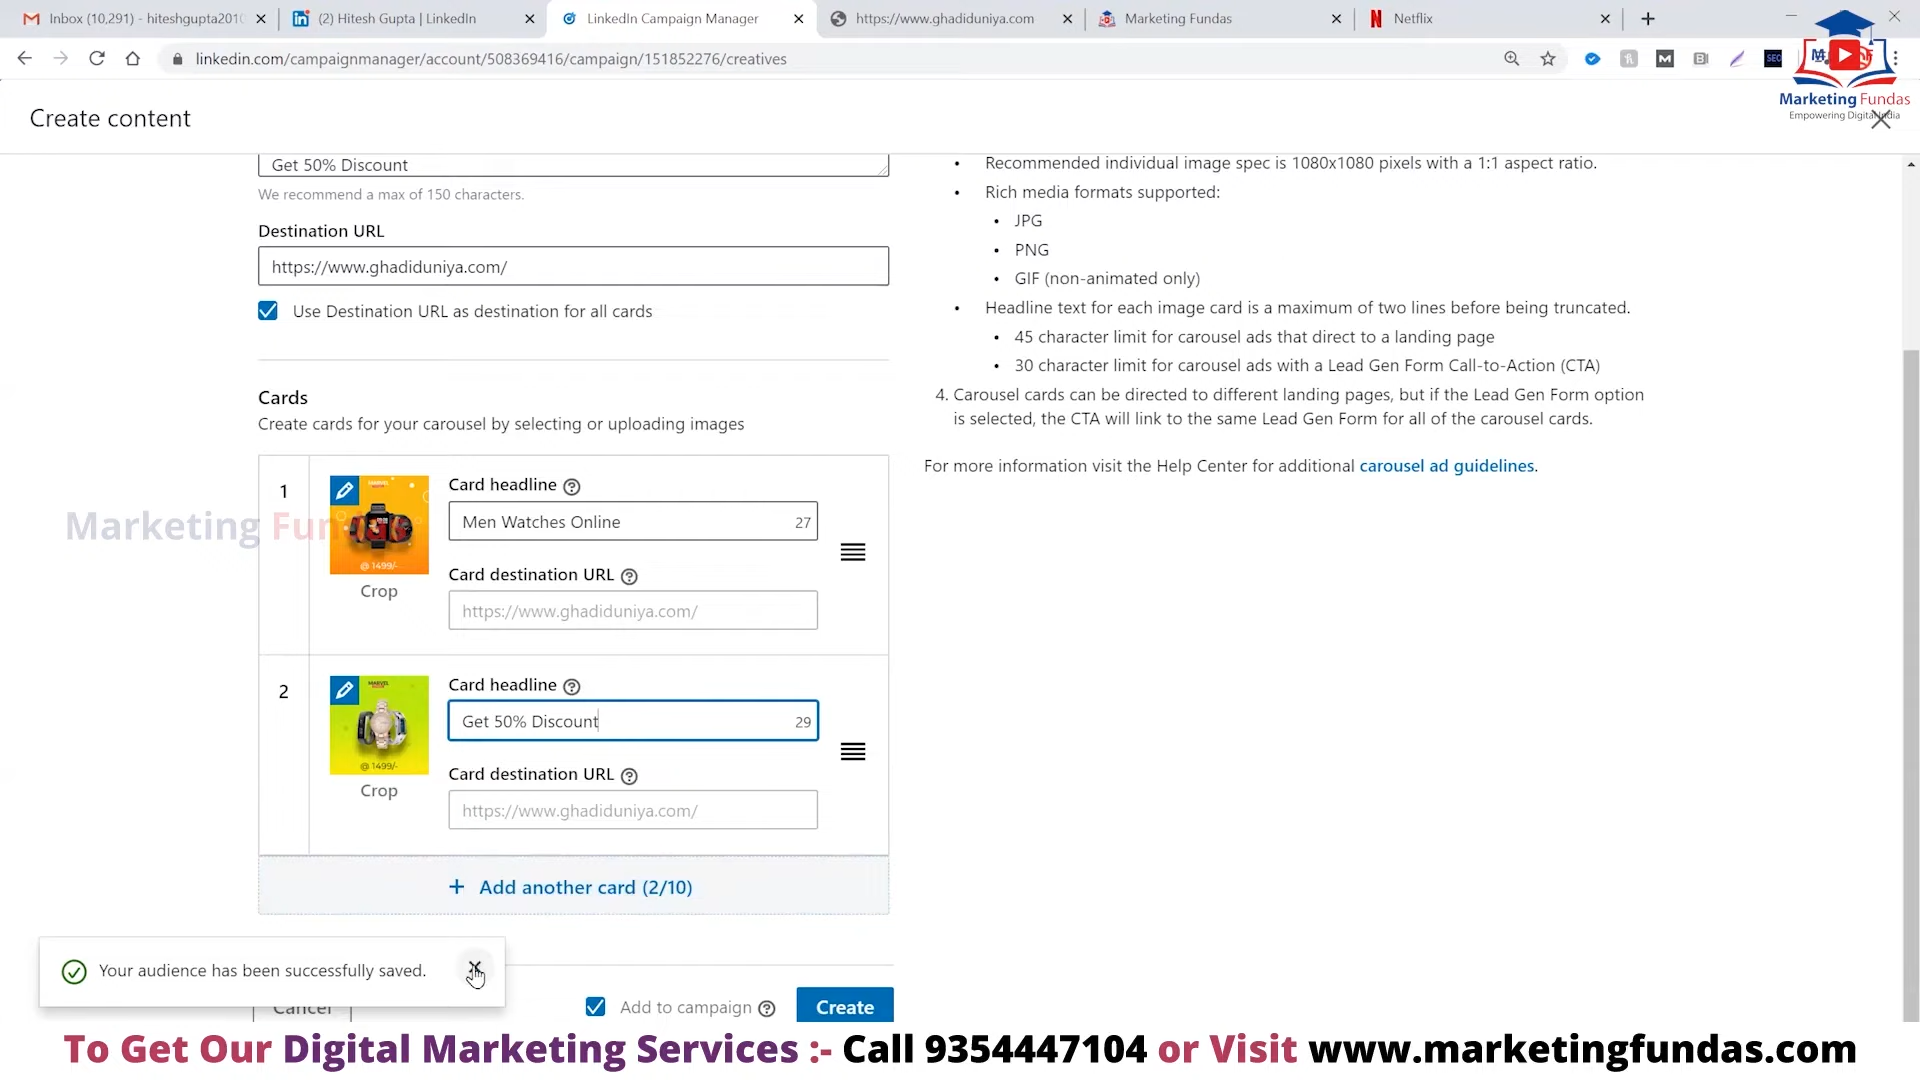 Inbox (10,291) - hiteshgupta2010
(2) Hitesh Gupta | LinkedIn
LinkedIn Campaign Manager
https://www.ghadiduniya.com
Marketing Fundas
Netflix
linkedin.com/campaignmanager/account/508369416/campaign/151852276/creatives
Marketing Fundas
Empowering Digital India
Create content
Get 50% Discount
We recommend a max of 150 characters.
Destination URL
https://www.ghadiduniya.com/
Use Destination URL as destination for all cards
Cards
Create cards for your carousel by selecting or uploading images
1
Card headline
Men Watches Online
27
@ 1499/-
Crop
Card destination URL
https://www.ghadiduniya.com/
2
MARVEL
Card headline
Get 50% Discount
29
@ 1499/-
Crop
Card destination URL
https://www.ghadiduniya.com/
+ Add another card (2/10)
Your audience has been successfully saved.
Cancel
Add to campaign
Create
• Recommended individual image spec is 1080x1080 pixels with a 1:1 aspect ratio.
• Rich media formats supported:
• JPG
• PNG
• GIF (non-animated only)
• Headline text for each image card is a maximum of two lines before being truncated.
• 45 character limit for carousel ads that direct to a landing page
• 30 character limit for carousel ads with a Lead Gen Form Call-to-Action (CTA)
4. Carousel cards can be directed to different landing pages, but if the Lead Gen Form option
is selected, the CTA will link to the same Lead Gen Form for all of the carousel cards.
For more information visit the Help Center for additional carousel ad guidelines.
To Get Our Digital Marketing Services :- Call 9354447104 or Visit www.marketingfundas.com